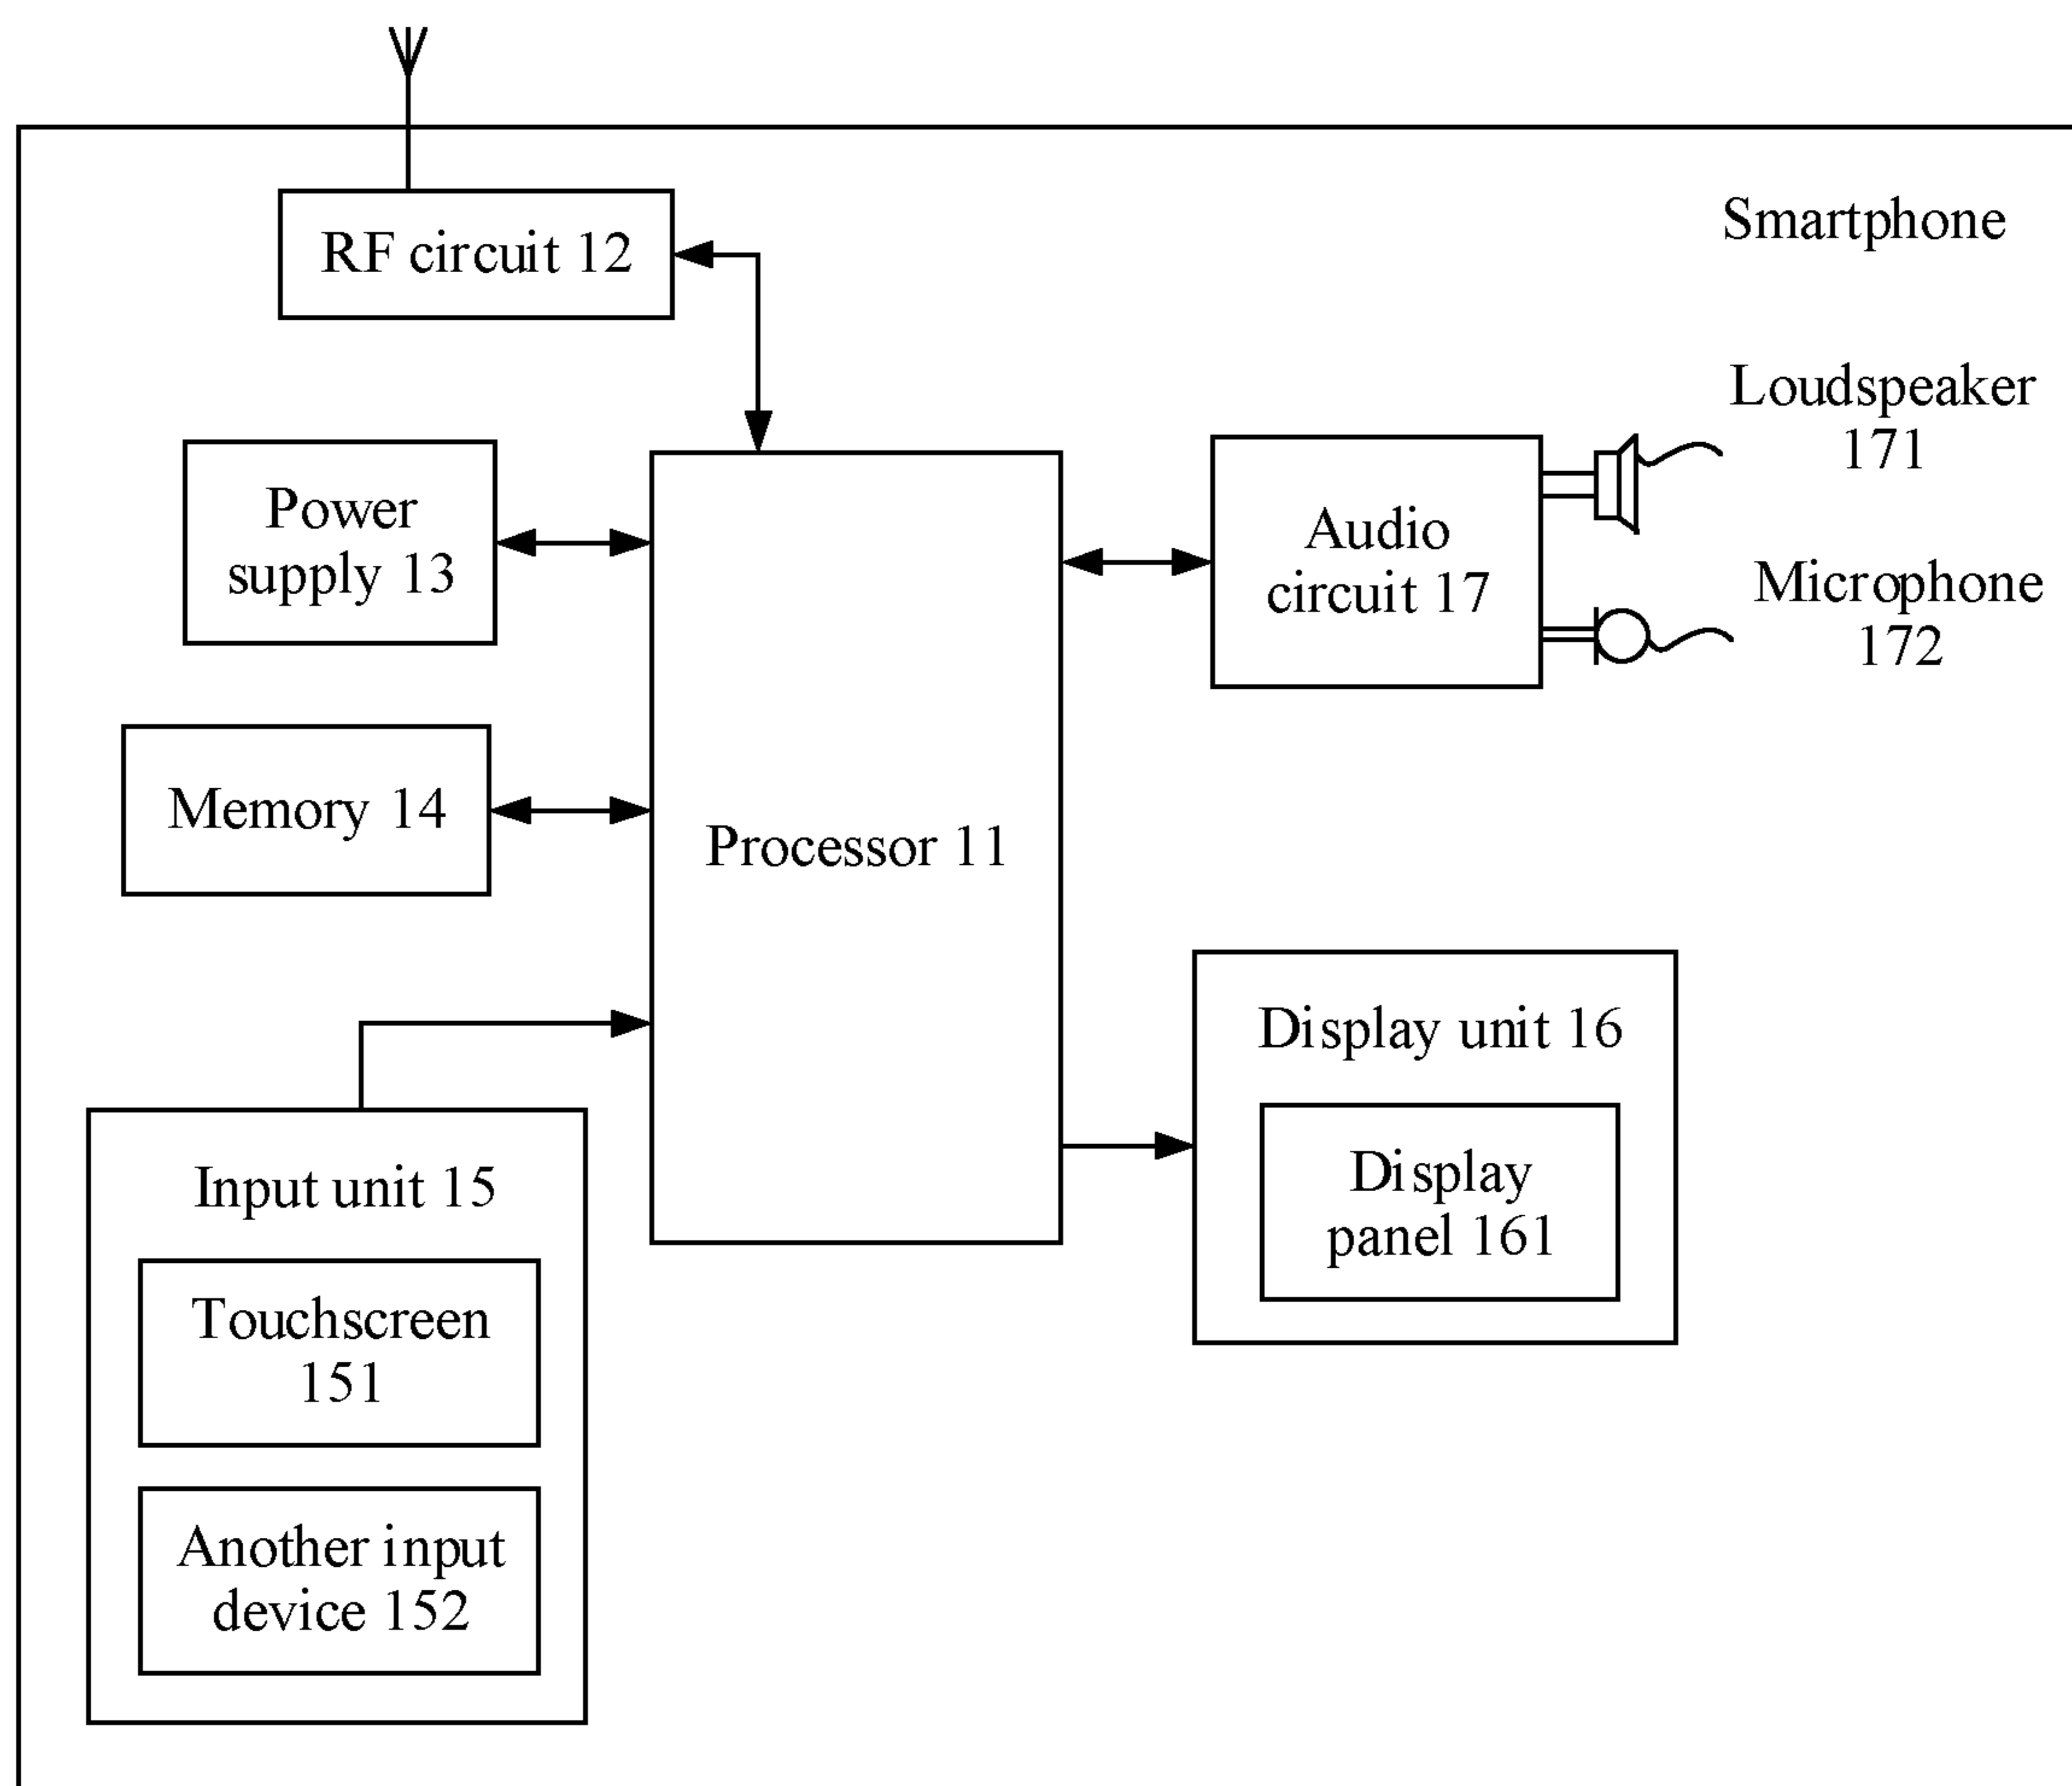 Smartphone
RF circuit 12
Loudspeaker
171
Power
supply 13
Audio
circuit 17
Microphone
172
Memory 14
Processor 11
Display unit 16
Display
panel 161
Input unit 15
Touchscreen
151
Another input
device 152